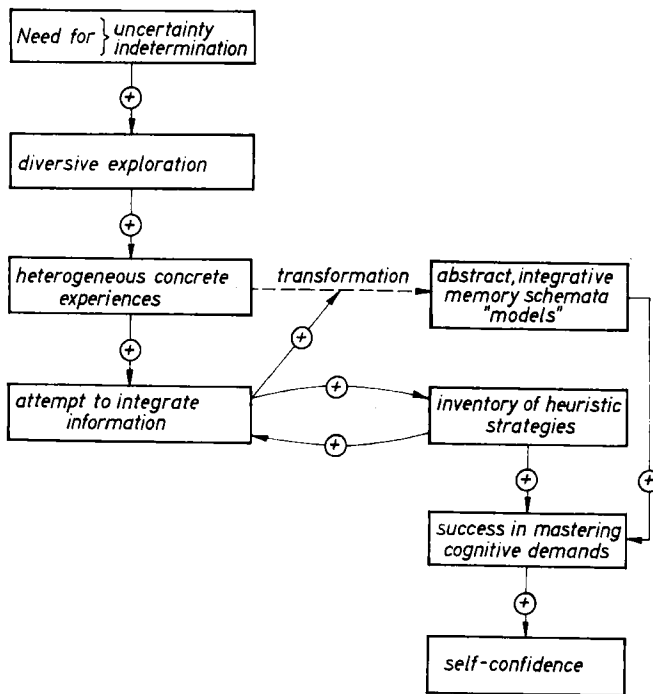 Need for } uncertainty
indetermination
+
diversive exploration
+
heterogeneous concrete
experiences
transformation
abstract, integrative
memory schemata
"models"
+
+
attempt to integrate
information
+
+
inventory of heuristic
strategies
+
+
success in mastering
cognitive demands
+
self-confidence